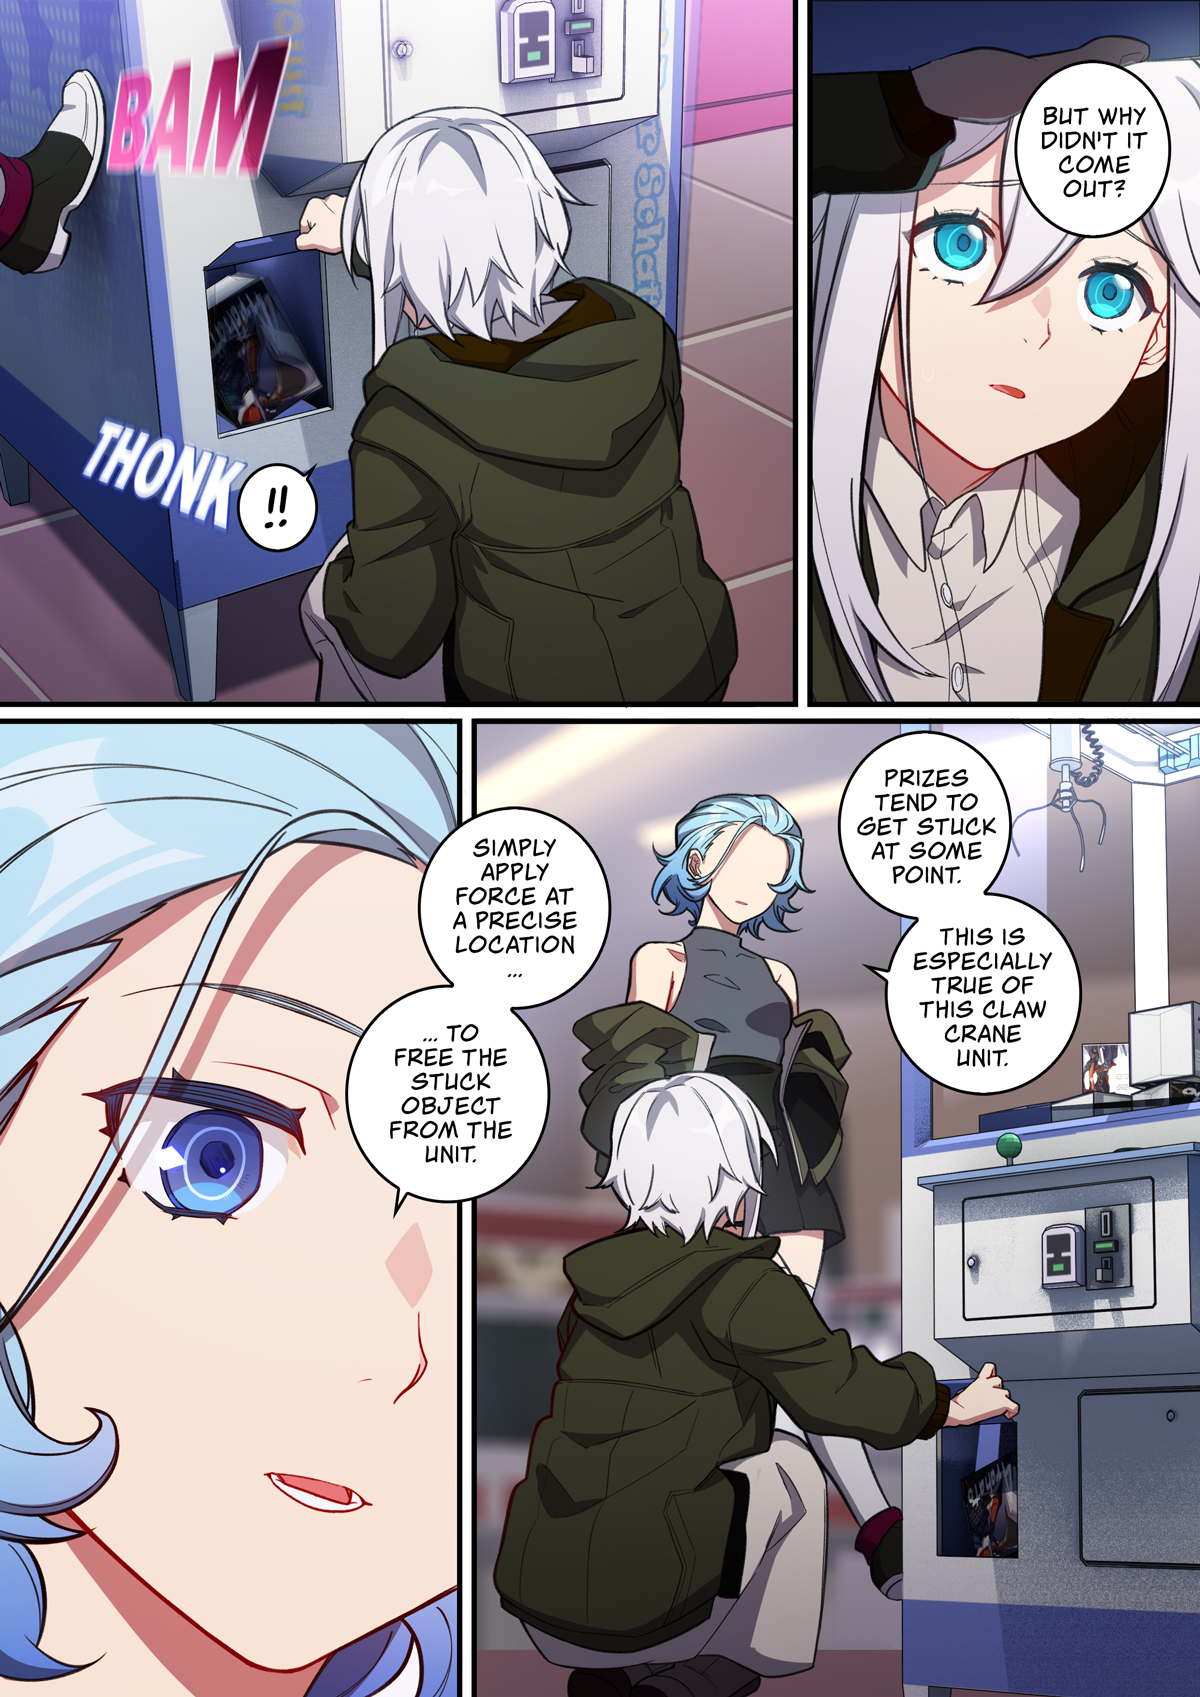 BAM
THONK
!!
BUT WHY
DIDN'T IT
COME
OUT?
PRIZES
TEND TO
GET STUCK
AT SOME
POINT.
THIS IS
ESPECIALLY
TRUE OF
THIS CLAW
CRANE
UNIT.
SIMPLY
APPLY
FORCE AT
A PRECISE
LOCATION
...
... TO
FREE THE
STUCK
OBJECT
FROM THE
UNIT.